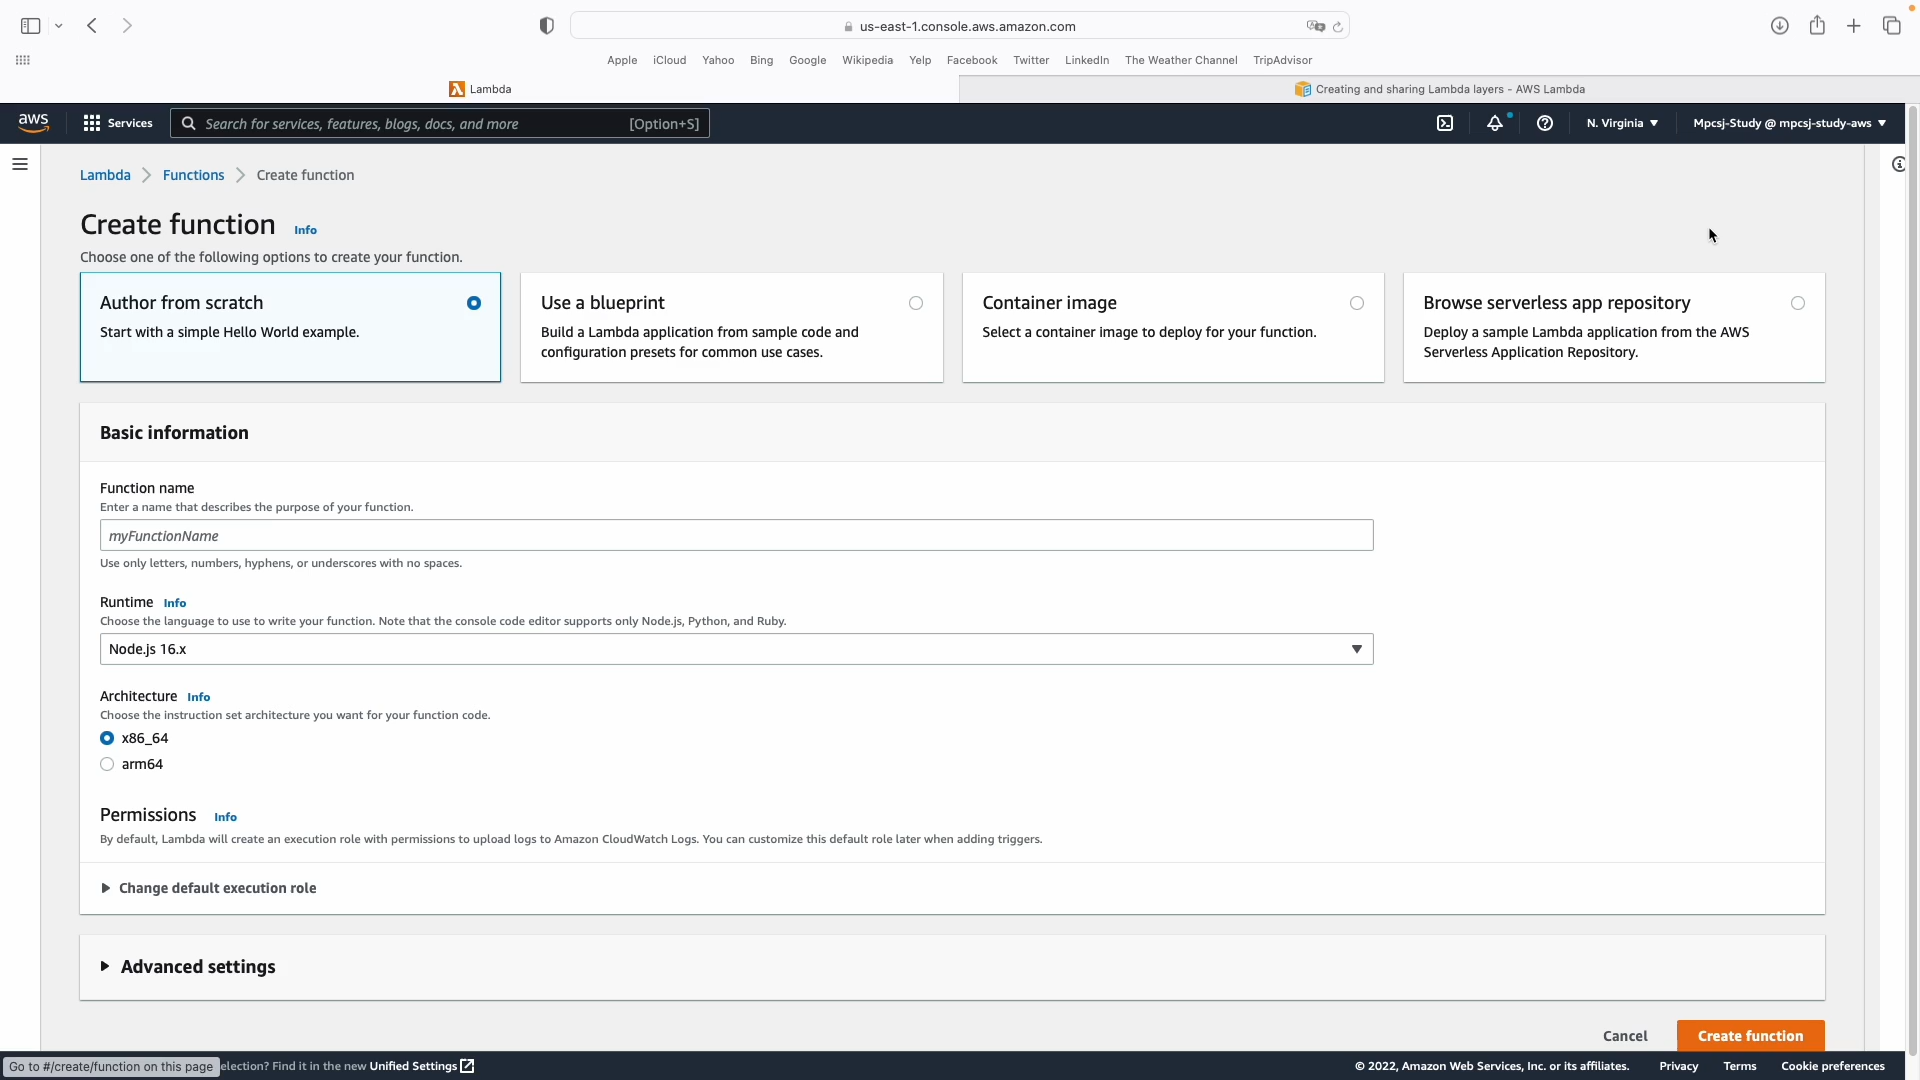 us-east-1.console.aws.amazon.com
Apple iCloud Yahoo Bing Google Wikipedia Yelp Facebook Twitter LinkedIn The Weather Channel TripAdvisor
Lambda
Creating and sharing Lambda layers - AWS Lambda
aws Services Search for services, features, blogs, docs, and more [Option+S] N. Virginia Mpcsj-Study @ mpcsj-study-aws
Lambda Functions Create function
Create function Info
Choose one of the following options to create your function.
Author from scratch
Start with a simple Hello World example.
Use a blueprint
Build a Lambda application from sample code and
configuration presets for common use cases.
Container image
Select a container image to deploy for your function.
Browse serverless app repository
Deploy a sample Lambda application from the AWS
Serverless Application Repository.
Basic information
Function name
Enter a name that describes the purpose of your function.
myFunctionName
Use only letters, numbers, hyphens, or underscores with no spaces.
Runtime Info
Choose the language to use to write your function. Note that the console code editor supports only Node.js, Python, and Ruby.
Node.js 16.x
Architecture Info
Choose the instruction set architecture you want for your function code.
x86_64
arm64
Permissions Info
By default, Lambda will create an execution role with permissions to upload logs to Amazon CloudWatch Logs. You can customize this default role later when adding triggers.
Change default execution role
Advanced settings
Cancel Create function
Go to #/create/function on this page election? Find it in the new Unified Settings © 2022, Amazon Web Services, Inc. or its affiliates. Privacy Terms Cookie preferences